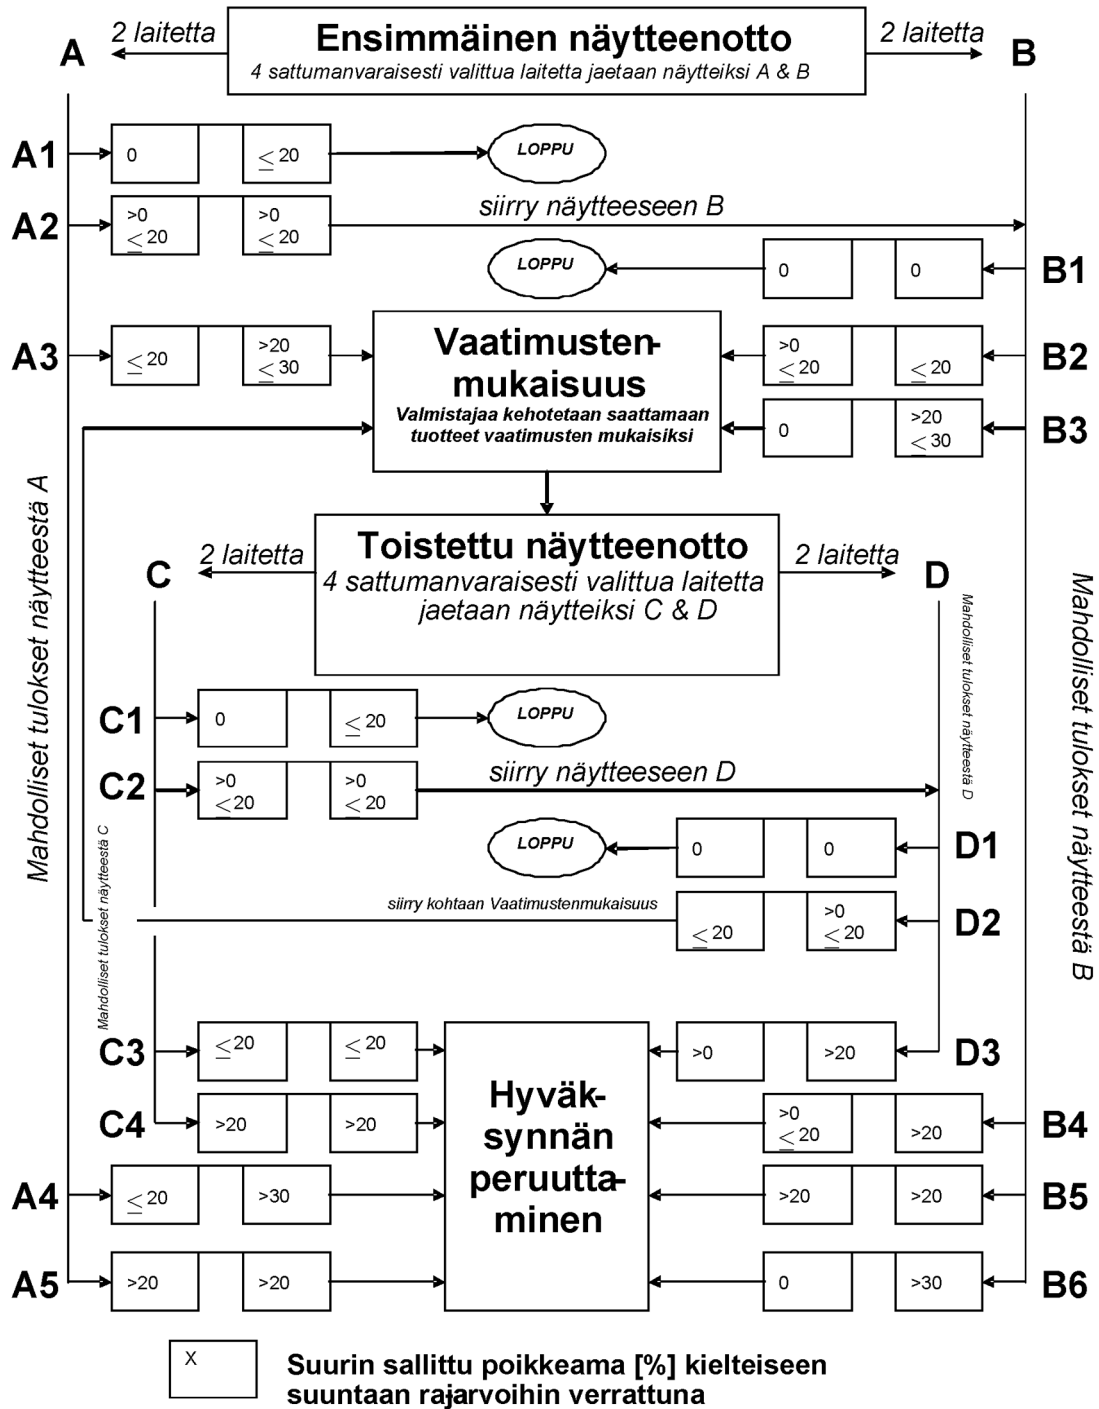 A
2 laitetta
Ensimmäinen näytteenotto
4 sattumanvaraisesti valittua laitetta jaetaan näytteiksi A & B
2 laitetta
B
A1
0
≤ 20
LOPPU
A2
>0
≤ 20
>0
≤ 20
siirry näytteeseen B
LOPPU
0
0
B1
A3
≤ 20
>20
≤ 30
Vaatimusten-
mukaisuus
Valmistajaa kehotetaan saattamaan
tuotteet vaatimusten mukaisiksi
>0
≤ 20
≤ 20
B2
0
>20
≤ 30
B3
Mahdolliset tulokset näytteestä A
Mahdolliset tulokset näytteestä B
C
2 laitetta
Toistettu näytteenotto
4 sattumanvaraisesti valittua laitetta
jaetaan näytteiksi C & D
2 laitetta
D
Mahdolliset tulokset näytteestä D
C1
0
≤ 20
LOPPU
C2
>0
≤ 20
>0
≤ 20
siirry näytteeseen D
Mahdolliset tulokset näytteestä C
LOPPU
0
0
D1
siirry kohtaan Vaatimustenmukaisuus
≤ 20
>0
≤ 20
D2
C3
≤ 20
≤ 20
Hyväk-
synnän
peruutta-
minen
>0
>20
D3
C4
>20
>20
>0
≤ 20
>20
B4
A4
≤ 20
>30
>20
>20
B5
A5
>20
>20
0
>30
B6
X
Suurin sallittu poikkeama [%] kielteiseen
suuntaan rajarvoihin verrattuna